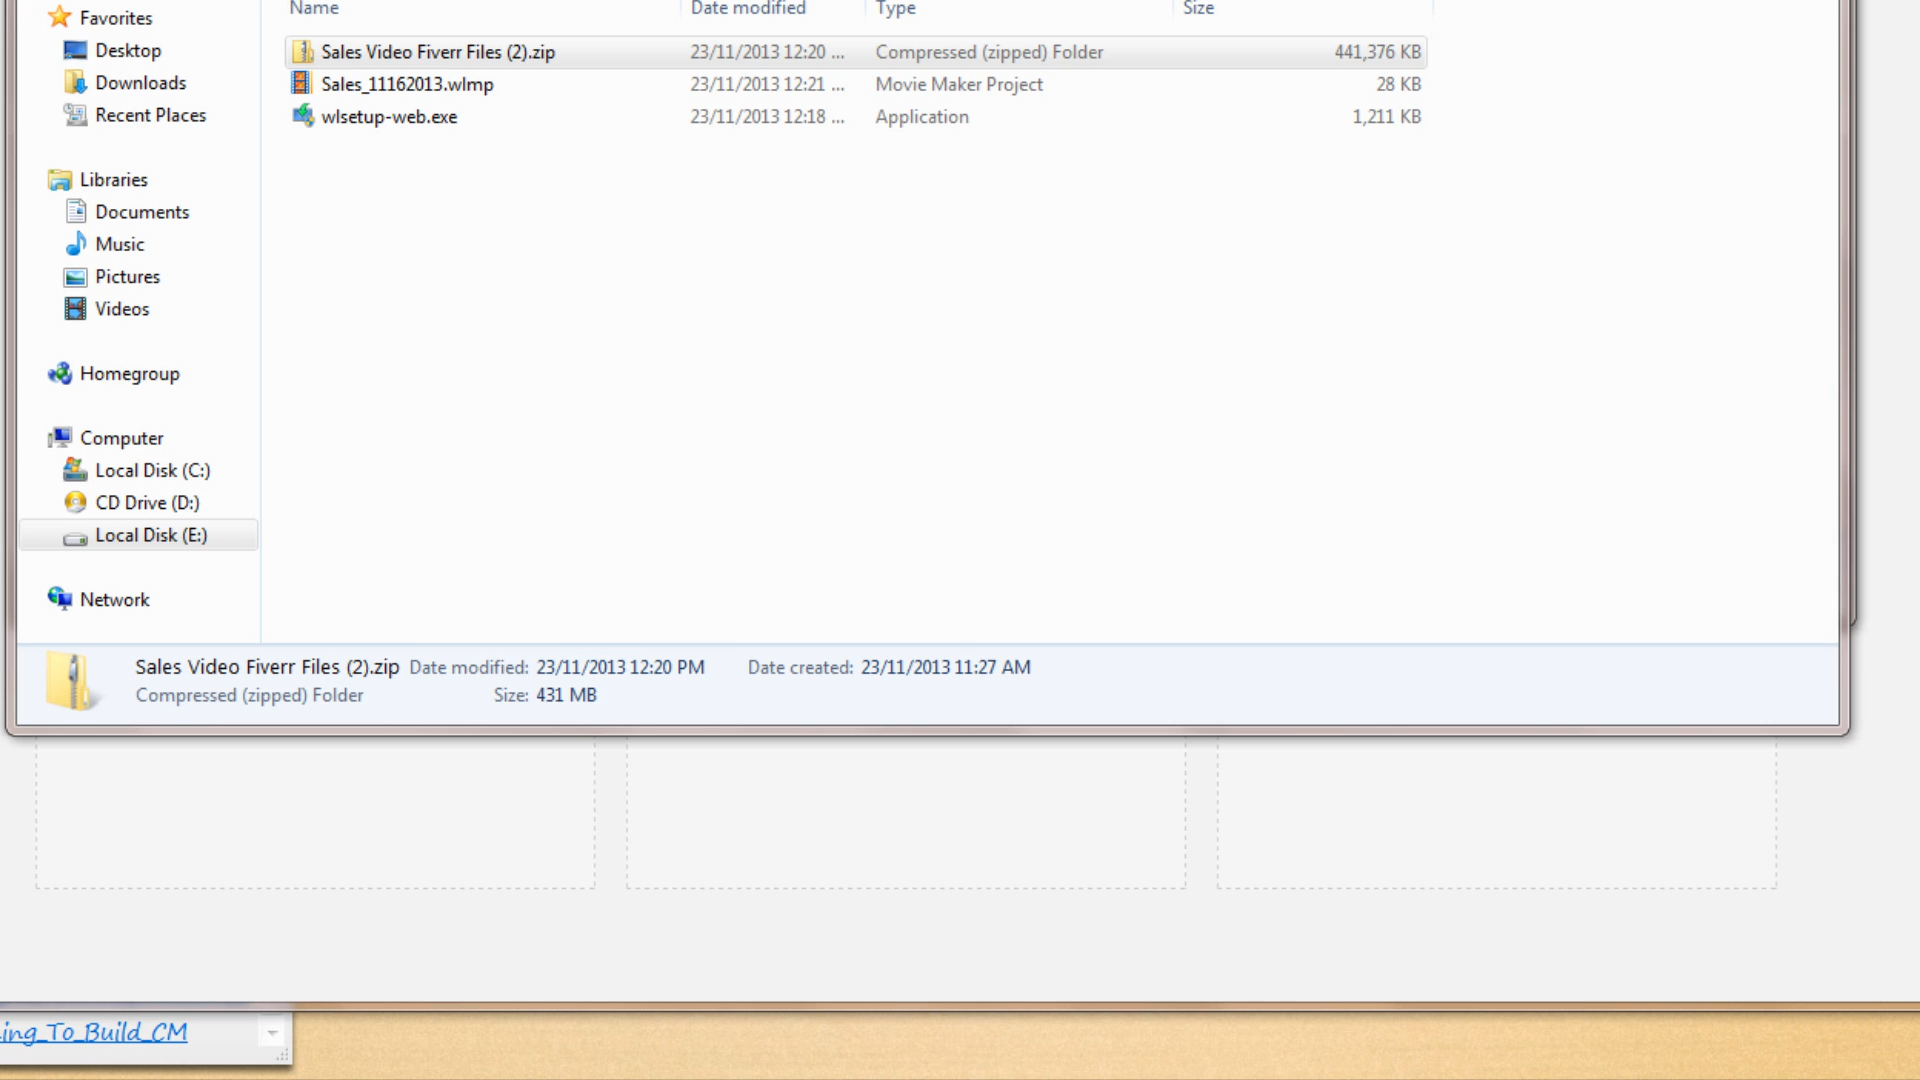 Favorites
Desktop
Downloads
Recent Places
Libraries
Documents
Music
Pictures
Videos
Homegroup
Computer
Local Disk (C:)
CD Drive (D:)
Local Disk (E:)
Network
Name Date modified Type Size
Sales Video Fiverr Files (2).zip 23/11/2013 12:20 ... Compressed (zipped) Folder 441,376 KB
Sales_11162013.wlmp 23/11/2013 12:21 ... Movie Maker Project 28 KB
wlsetup-web.exe 23/11/2013 12:18 ... Application 1,211 KB
Sales Video Fiverr Files (2).zip Date modified: 23/11/2013 12:20 PM Date created: 23/11/2013 11:27 AM
Compressed (zipped) Folder Size: 431 MB
ing_To_Build_CM